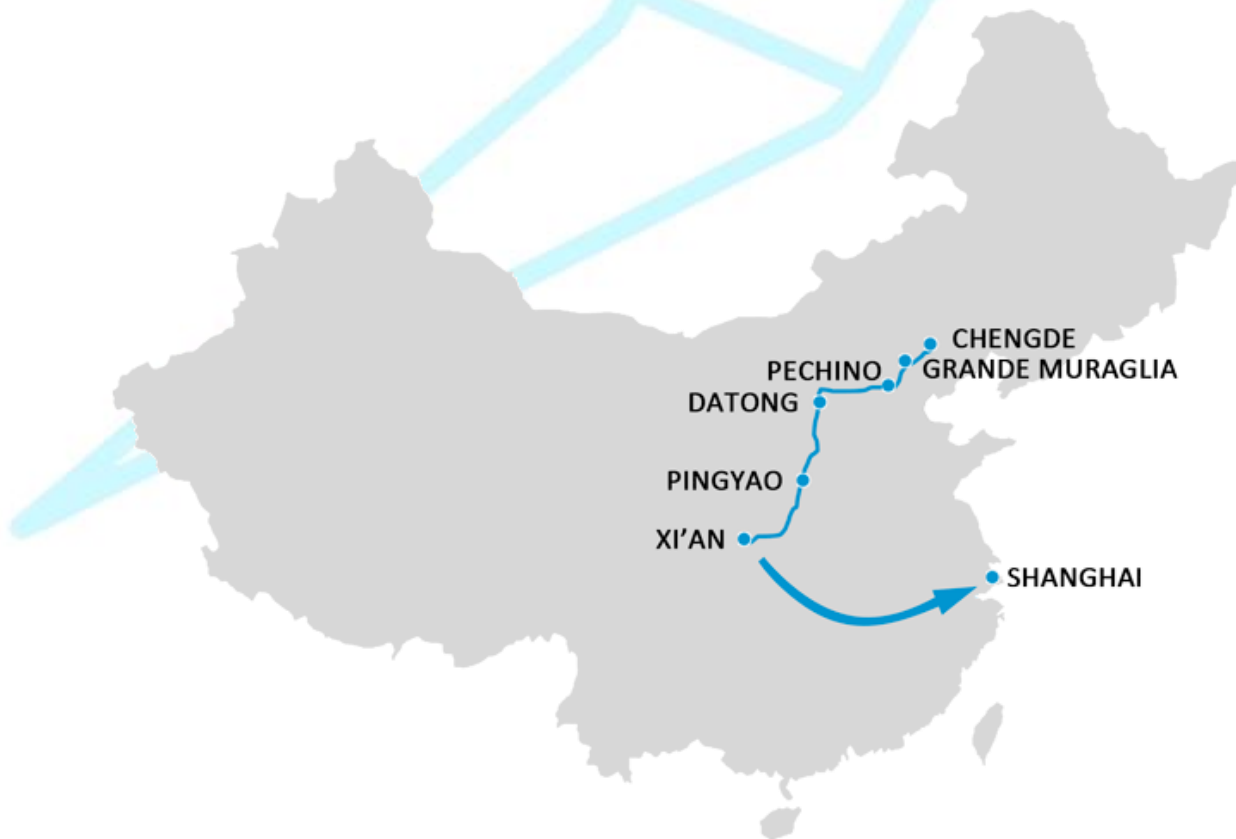 CHENGDE
GRANDE MURAGLIA
PECHINO
DATONG
PINGYAO
XI’AN
SHANGHAI